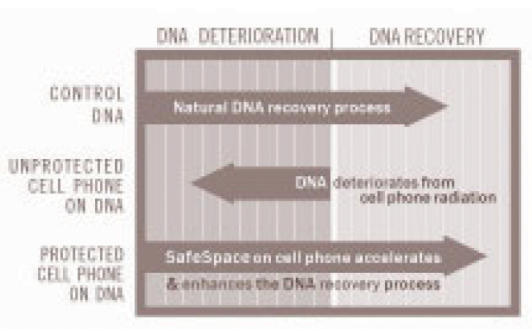 DNA DETERIORATION
DNA RECOVERY
CONTROL
DNA
Natural DNA recovery process
UNPROTECTED
CELL PHONE
ON DNA
DNA deteriorates from
cell phone radiation
PROTECTED
CELL PHONE
ON DNA
SafeSpace on cell phone accelerates
& enhances the DNA recovery process